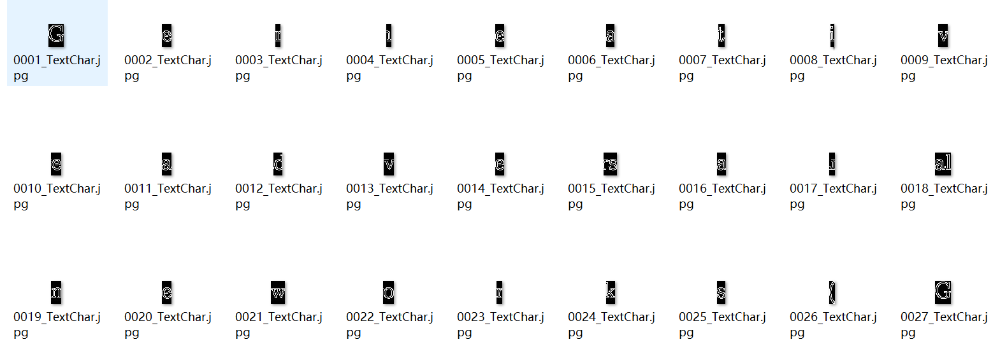 G e n n e a t i v
0001_TextChar.jpg 0002_TextChar.jpg 0003_TextChar.jpg 0004_TextChar.jpg 0005_TextChar.jpg 0006_TextChar.jpg 0007_TextChar.jpg 0008_TextChar.jpg 0009_TextChar.jpg
e a d v e rs a al
0010_TextChar.jpg 0011_TextChar.jpg 0012_TextChar.jpg 0013_TextChar.jpg 0014_TextChar.jpg 0015_TextChar.jpg 0016_TextChar.jpg 0017_TextChar.jpg 0018_TextChar.jpg
n e w o r k s ( G
0019_TextChar.jpg 0020_TextChar.jpg 0021_TextChar.jpg 0022_TextChar.jpg 0023_TextChar.jpg 0024_TextChar.jpg 0025_TextChar.jpg 0026_TextChar.jpg 0027_TextChar.jpg